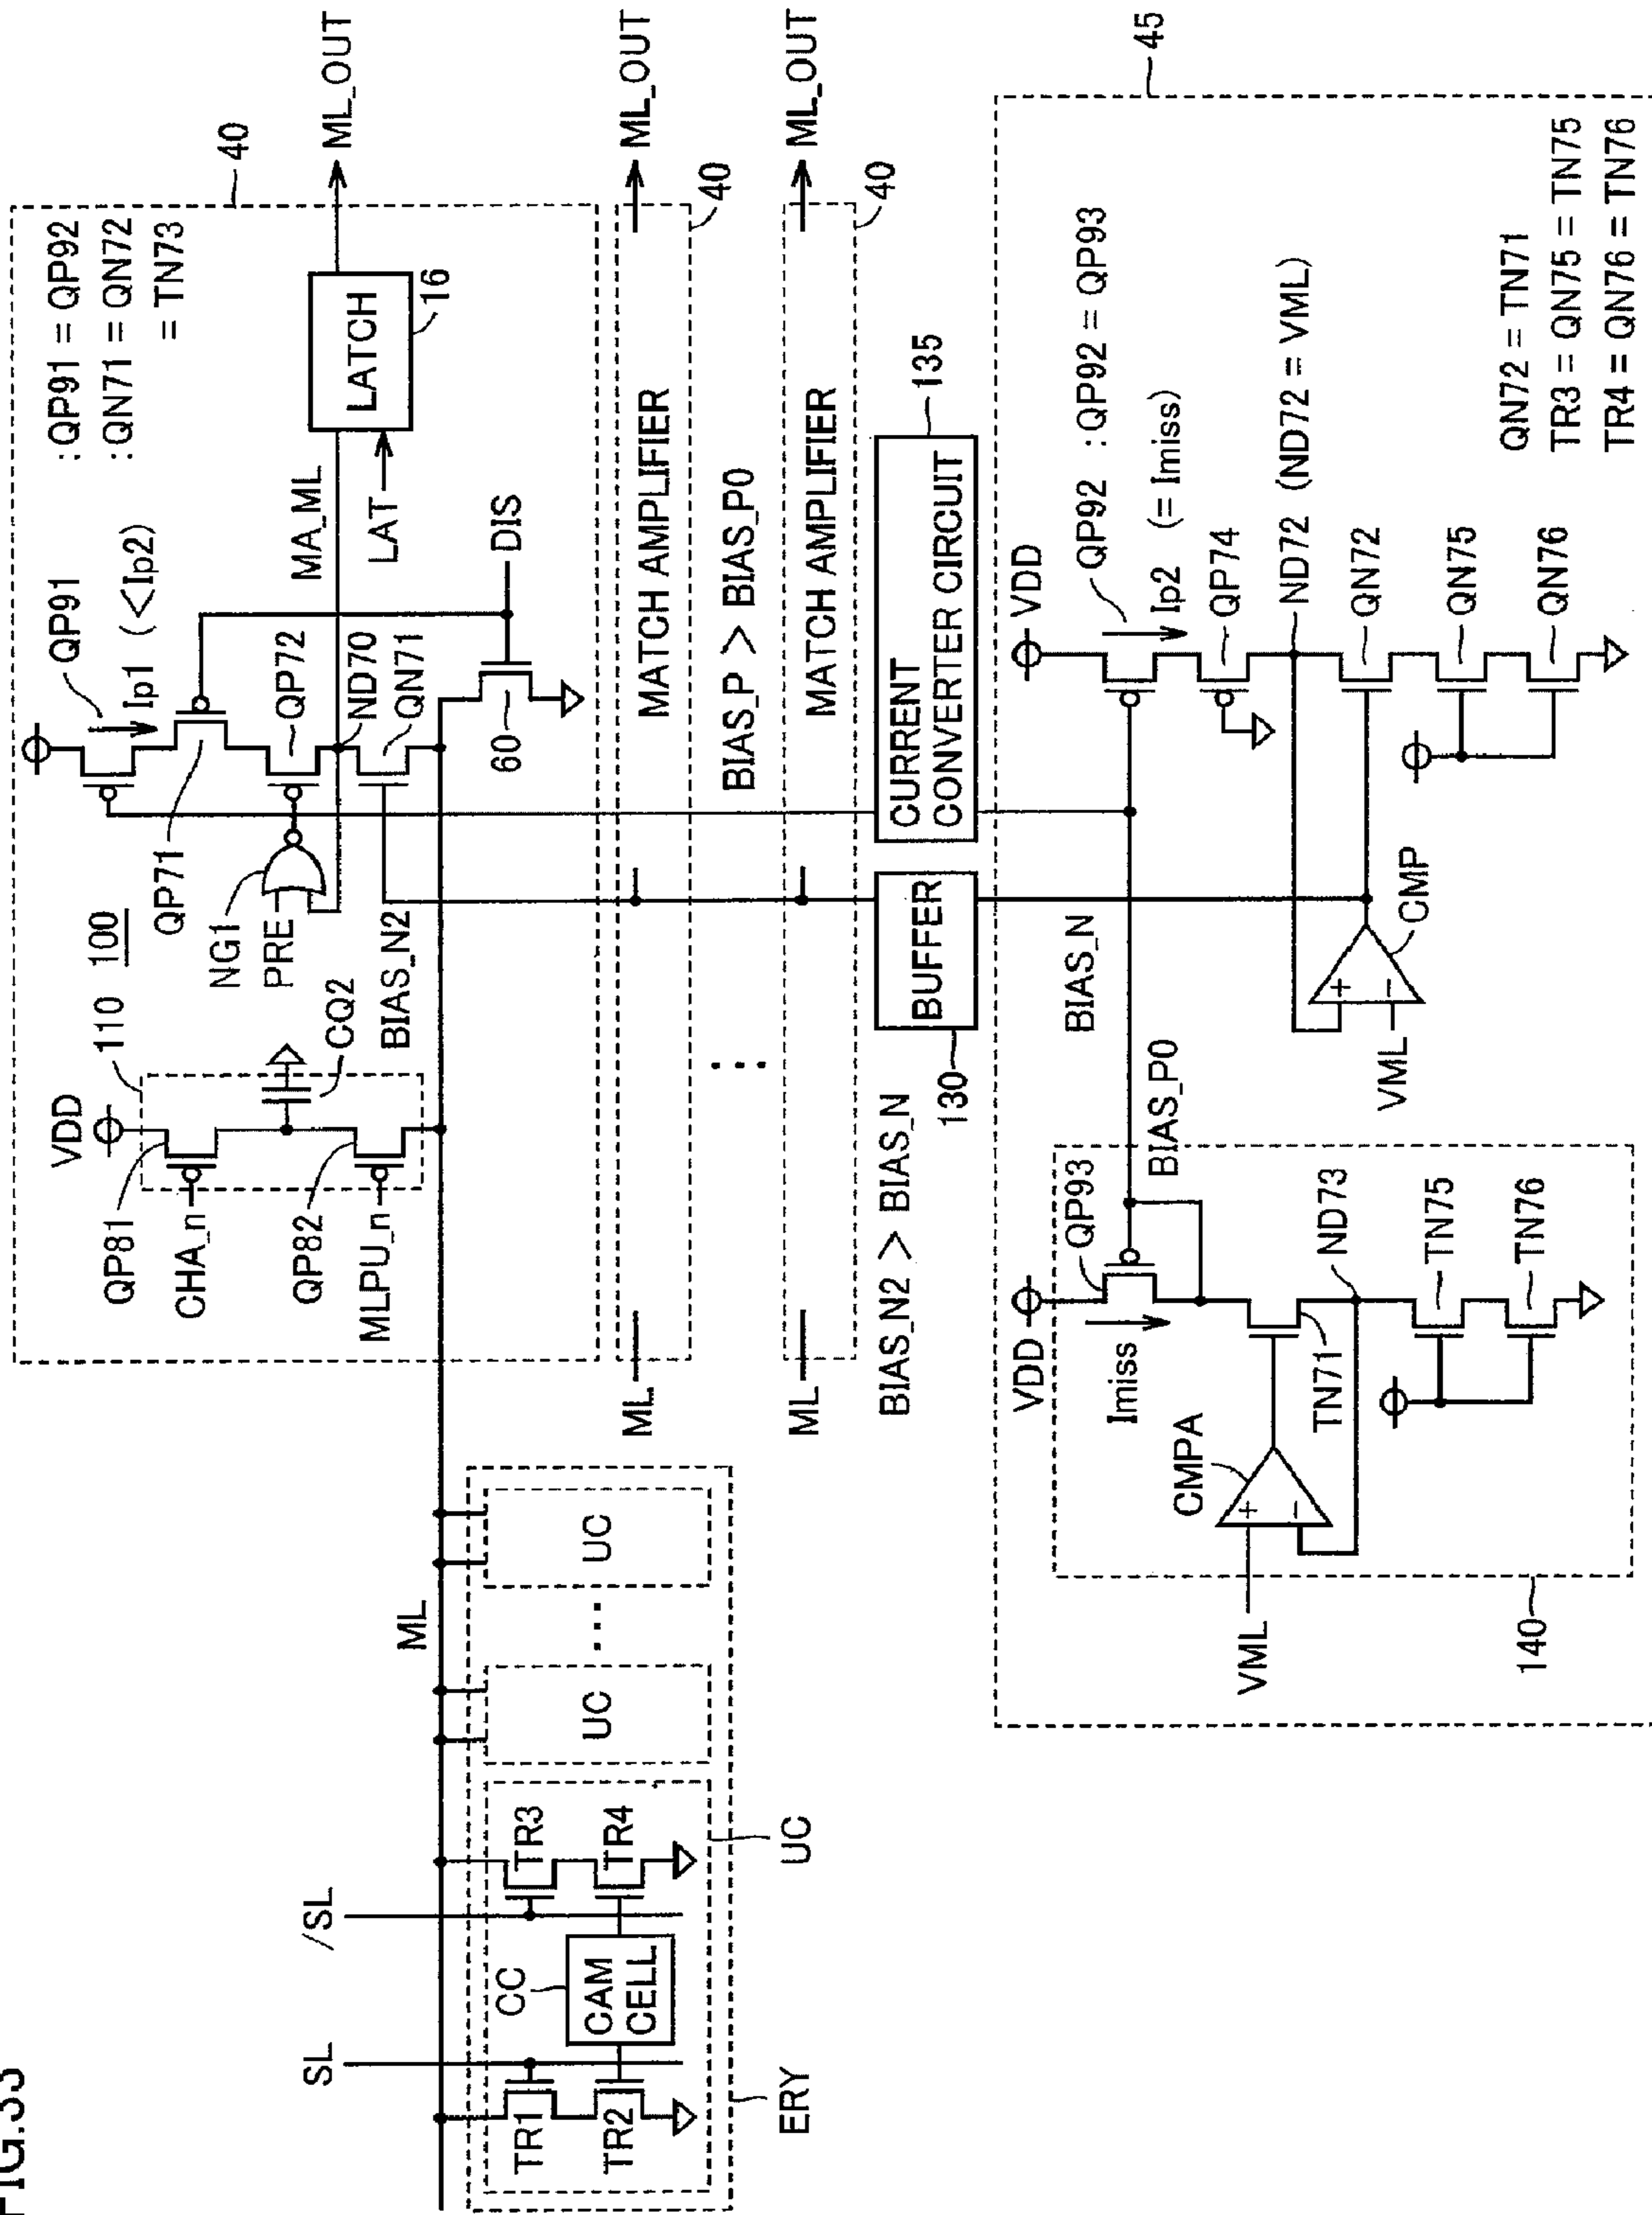 FIG.33
VDD
110
100
QP81
CHA_n
QP82
MLPU_n
CQ2
QP71
NG1
PRE
BIAS_N2
QP91
Ip1 (<Ip2)
QP72
ND70
QN71
60
MA_ML
LAT
DIS
LATCH
16
:QP91 = QP92
:QN71 = QN72
= TN73
40
ML_OUT
ML
MATCH AMPLIFIER
40
ML_OUT
BIAS_P > BIAS_P0
ML
MATCH AMPLIFIER
40
ML_OUT
BIAS_N2 > BIAS_N
BUFFER
130
CURRENT
CONVERTER CIRCUIT
135
ML
SL
/SL
CC
CAM
CELL
TR1
TR2
TR3
TR4
UC
UC
UC
ERY
45
BIAS_N
BIAS_P0
VDD
QP93
Imiss
CMPA
+
−
VML
TN71
ND73
TN75
TN76
140
VDD
QP92 :QP92 = QP93
Ip2 (= Imiss)
QP74
ND72 (ND72 = VML)
QN72
QN75
QN76
CMP
+
−
VML
QN72 = TN71
TR3 = QN75 = TN75
TR4 = QN76 = TN76